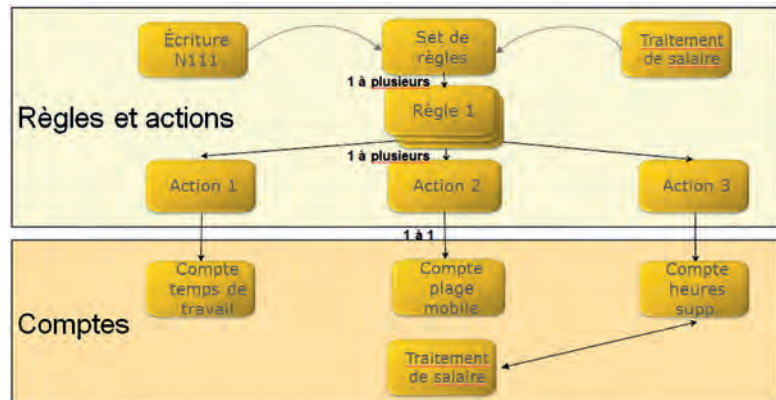 Écriture
N111
Set de
règles
Traitement
de salaire
1 à plusieurs
Règle 1
Règles et actions
1 à plusieurs
Action 1
Action 2
Action 3
1 à 1
Compte
temps de
travail
Compte
plage
mobile
Compte
heures
supp.
Comptes
Traitement
de salaire